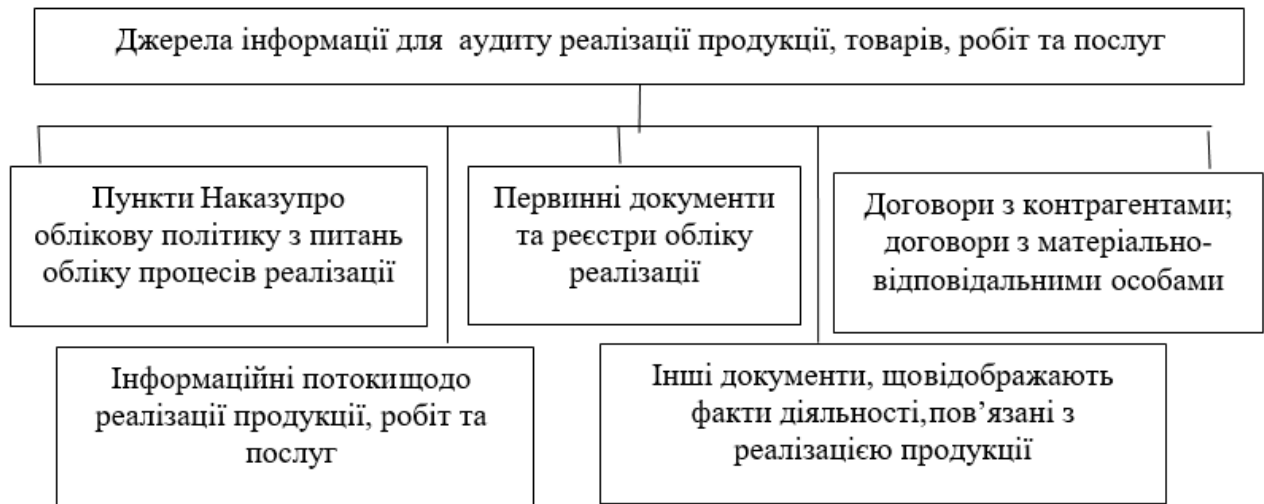 Джерела інформації для аудиту реалізації продукції, товарів, робіт та послуг
Пункти Наказупро
облікову політику з питань
обліку процесів реалізації
Первинні документи
та реєстри обліку
реалізації
Договори з контрагентами;
договори з матеріально-
відповідальними особами
Інформаційні потокищодо
реалізації продукції, робіт та
послуг
Інші документи, щовідображають
факти діяльності,пов’язані з
реалізацією продукції